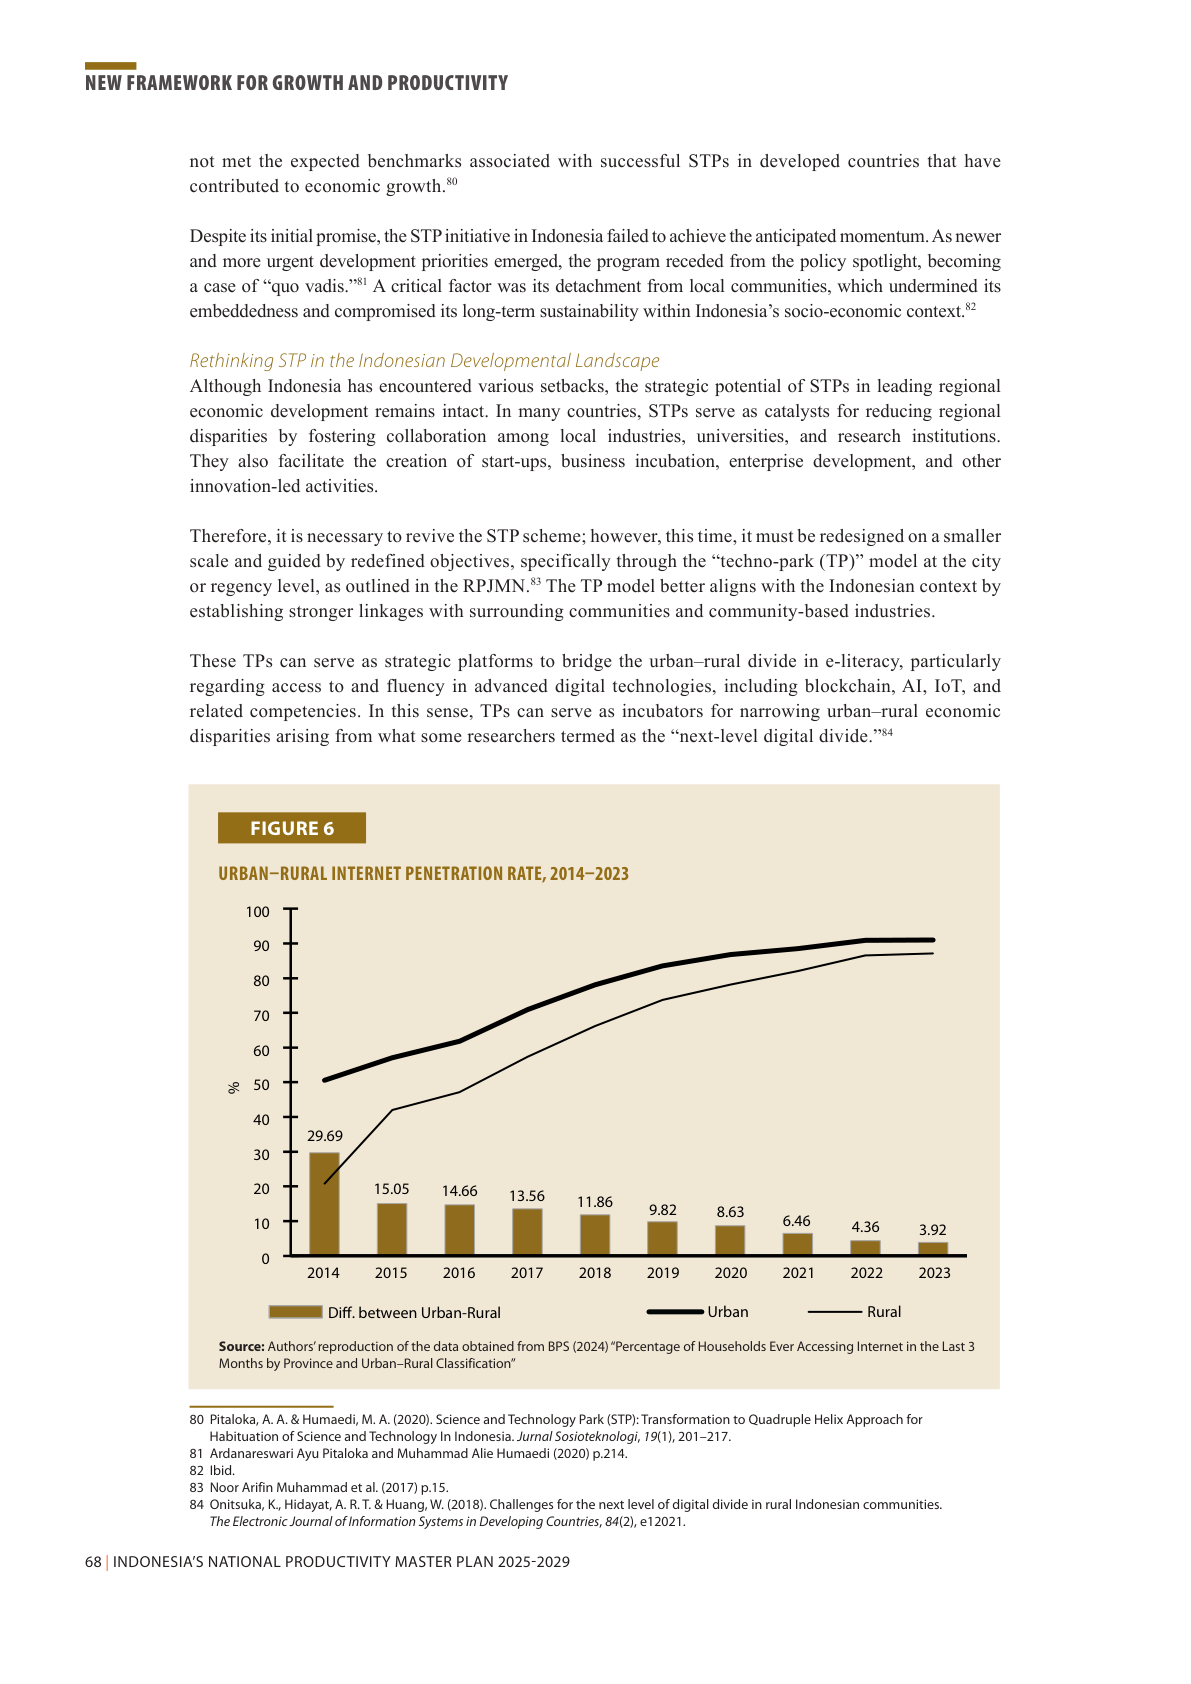 NEW FRAMEWORK FOR GROWTH AND PRODUCTIVITY
not met the expected benchmarks associated with successful STPs in developed countries that have
contributed to economic growth.80
Despite its initial promise, the STP initiative in Indonesia failed to achieve the anticipated momentum. As newer
and more urgent development priorities emerged, the program receded from the policy spotlight, becoming
a case of “quo vadis.”81 A critical factor was its detachment from local communities, which undermined its
embeddedness and compromised its long-term sustainability within Indonesia’s socio-economic context.82
Rethinking STP in the Indonesian Developmental Landscape
Although Indonesia has encountered various setbacks, the strategic potential of STPs in leading regional
economic development remains intact. In many countries, STPs serve as catalysts for reducing regional
disparities by fostering collaboration among local industries, universities, and research institutions.
They also facilitate the creation of start-ups, business incubation, enterprise development, and other
innovation-led activities.
Therefore, it is necessary to revive the STP scheme; however, this time, it must be redesigned on a smaller
scale and guided by redefined objectives, specifically through the “techno-park (TP)” model at the city
or regency level, as outlined in the RPJMN.83 The TP model better aligns with the Indonesian context by
establishing stronger linkages with surrounding communities and community-based industries.
These TPs can serve as strategic platforms to bridge the urban–rural divide in e-literacy, particularly
regarding access to and fluency in advanced digital technologies, including blockchain, AI, IoT, and
related competencies. In this sense, TPs can serve as incubators for narrowing urban–rural economic
disparities arising from what some researchers termed as the “next-level digital divide.”84
FIGURE 6
URBAN–RURAL INTERNET PENETRATION RATE, 2014–2023
100
90
80
70
60
50
40
30
20
10
0
%
29.69
15.05
14.66
13.56
11.86
9.82
8.63
6.46
4.36
3.92
2014 2015 2016 2017 2018 2019 2020 2021 2022 2023
Diff. between Urban-Rural Urban Rural
Source: Authors’ reproduction of the data obtained from BPS (2024) “Percentage of Households Ever Accessing Internet in the Last 3
Months by Province and Urban–Rural Classification”
80 Pitaloka, A. A. & Humaedi, M. A. (2020). Science and Technology Park (STP): Transformation to Quadruple Helix Approach for
Habituation of Science and Technology In Indonesia. Jurnal Sosioteknologi, 19(1), 201–217.
81 Ardanareswari Ayu Pitaloka and Muhammad Alie Humaedi (2020) p.214.
82 Ibid.
83 Noor Arifin Muhammad et al. (2017) p.15.
84 Onitsuka, K., Hidayat, A. R. T. & Huang, W. (2018). Challenges for the next level of digital divide in rural Indonesian communities.
The Electronic Journal of Information Systems in Developing Countries, 84(2), e12021.
68 | INDONESIA’S NATIONAL PRODUCTIVITY MASTER PLAN 2025-2029